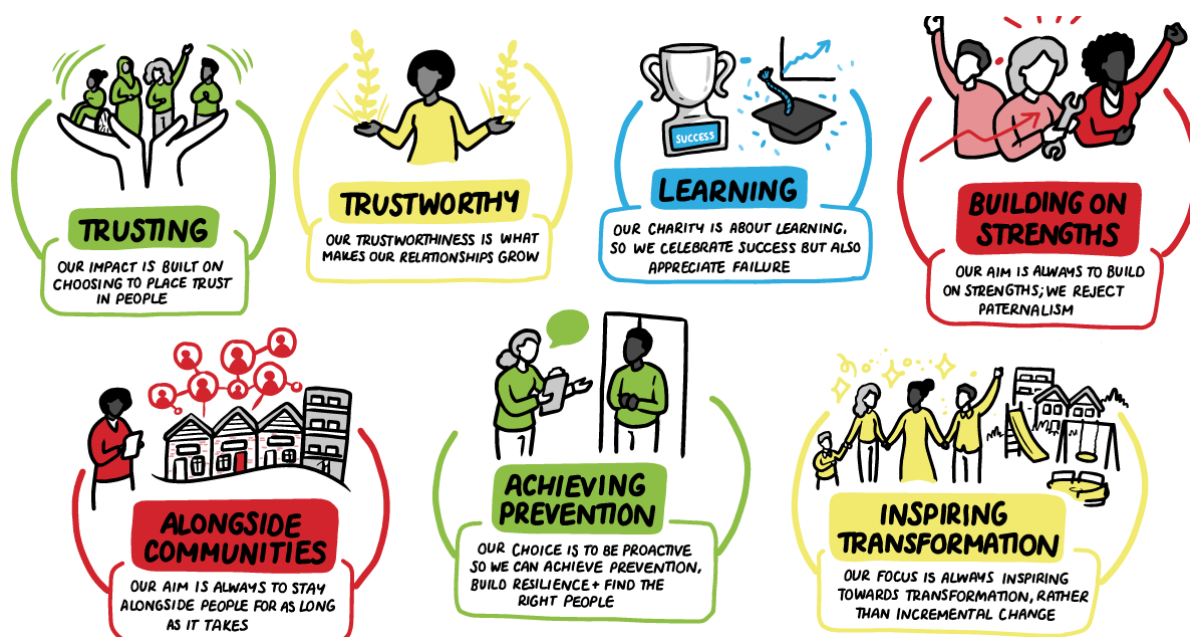 TRUSTING
OUR IMPACT IS BUILT ON
CHOOSING TO PLACE TRUST
IN PEOPLE
TRUSTWORTHY
OUR TRUSTWORTHINESS IS WHAT
MAKES OUR RELATIONSHIPS GROW
SUCCESS
LEARNING
OUR CHARITY IS ABOUT LEARNING,
SO WE CELEBRATE SUCCESS BUT ALSO
APPRECIATE FAILURE
BUILDING ON
STRENGTHS
OUR AIM IS ALWAYS TO BUILD
ON STRENGTHS; WE REJECT
PATERNALISM
ALONGSIDE
COMMUNITIES
OUR AIM IS ALWAYS TO STAY
ALONGSIDE PEOPLE FOR AS LONG
AS IT TAKES
ACHIEVING
PREVENTION
OUR CHOICE IS TO BE PROACTIVE
SO WE CAN ACHIEVE PREVENTION,
BUILD RESILIENCE + FIND THE
RIGHT PEOPLE
INSPIRING
TRANSFORMATION
OUR FOCUS IS ALWAYS INSPIRING
TOWARDS TRANSFORMATION, RATHER
THAN INCREMENTAL CHANGE